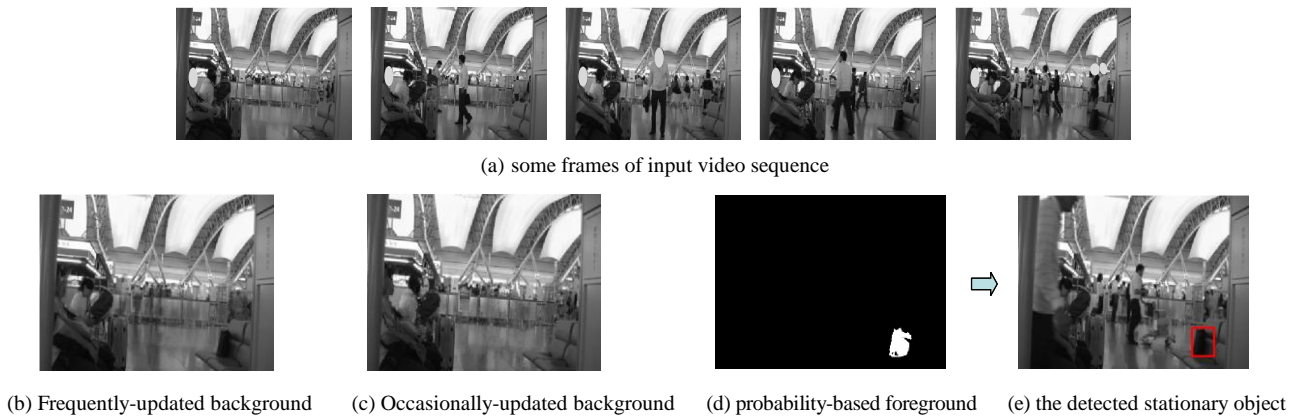 (a) some frames of input video sequence
(b) Frequently-updated background
(c) Occasionally-updated background
(d) probability-based foreground
(e) the detected stationary object